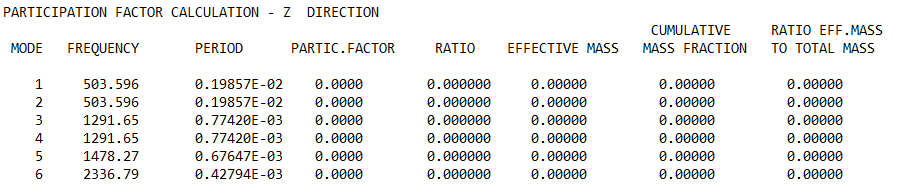 PARTICIPATION FACTOR CALCULATION - Z  DIRECTION
CUMULATIVE RATIO EFF.MASS
MODE FREQUENCY PERIOD PARTIC.FACTOR RATIO EFFECTIVE MASS MASS FRACTION TO TOTAL MASS
1 503.596 0.19857E-02 0.0000 0.000000 0.00000 0.00000 0.00000
2 503.596 0.19857E-02 0.0000 0.000000 0.00000 0.00000 0.00000
3 1291.65 0.77420E-03 0.0000 0.000000 0.00000 0.00000 0.00000
4 1291.65 0.77420E-03 0.0000 0.000000 0.00000 0.00000 0.00000
5 1478.27 0.67647E-03 0.0000 0.000000 0.00000 0.00000 0.00000
6 2336.79 0.42794E-03 0.0000 0.000000 0.00000 0.00000 0.00000